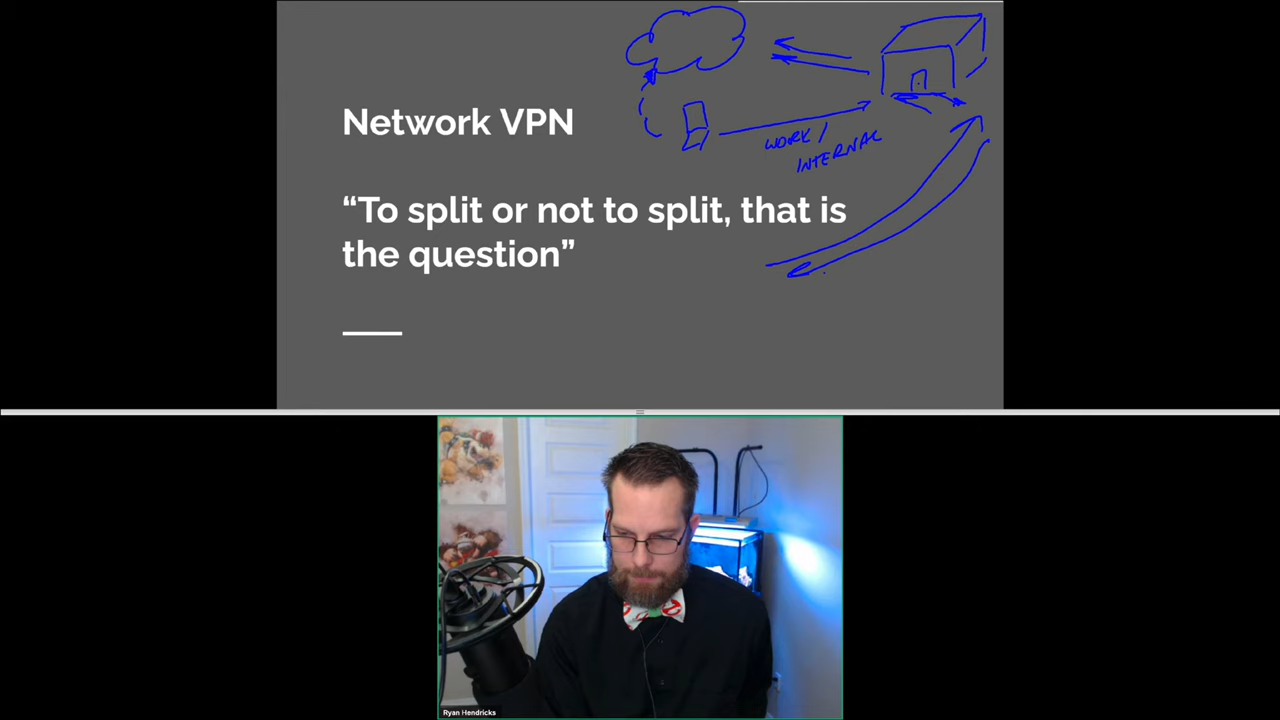 Network VPN
WORK/
INTERNAL
“To split or not to split, that is
the question”
Ryan Hendricks